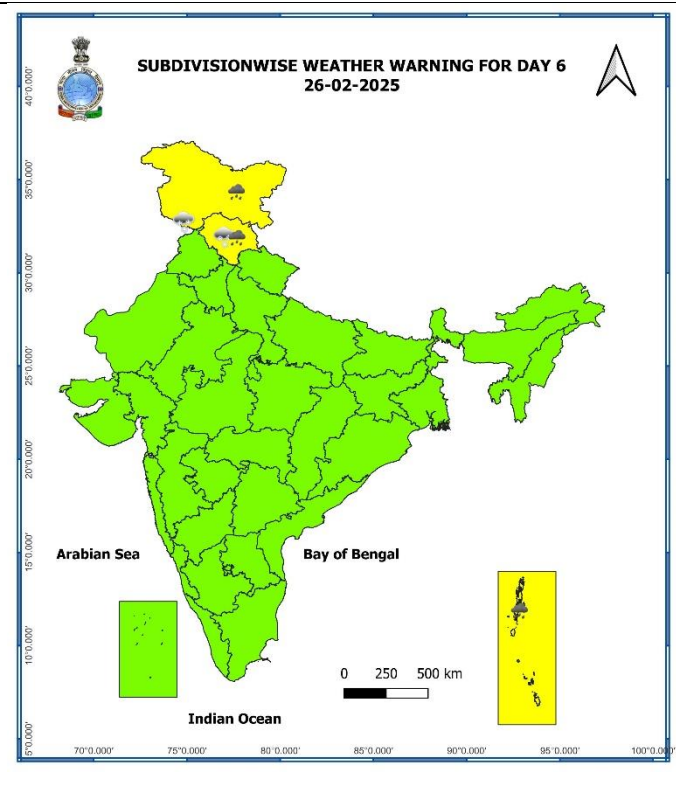 SUBDIVISIONWISE WEATHER WARNING FOR DAY 6
26-02-2025
40°0.000'
35°0.000'
30°0.000'
25°0.000'
20°0.000'
15°0.000'
10°0.000'
5°0.000'
Arabian Sea
Bay of Bengal
0 250 500 km
Indian Ocean
70°0.000' 75°0.000' 80°0.000' 85°0.000' 90°0.000' 95°0.000' 100°0.000'